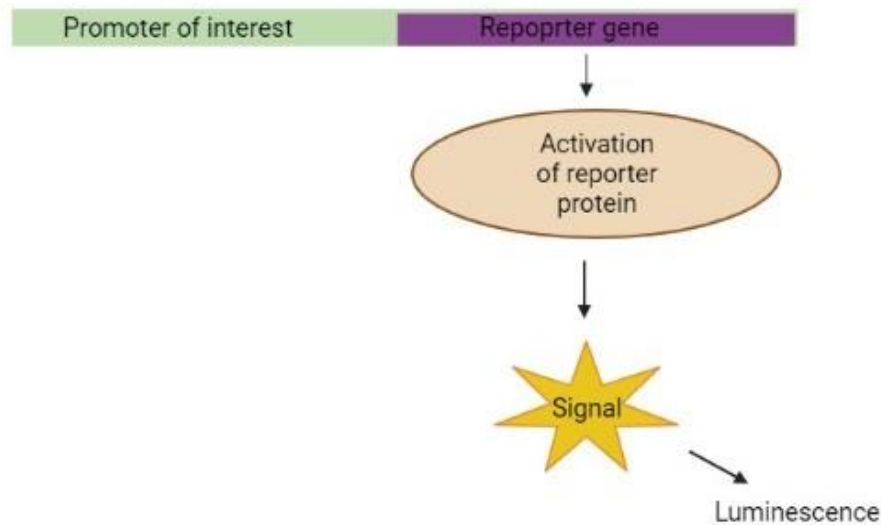 Promoter of interest
Repoprter gene
Activation
of reporter
protein
Signal
Luminescence